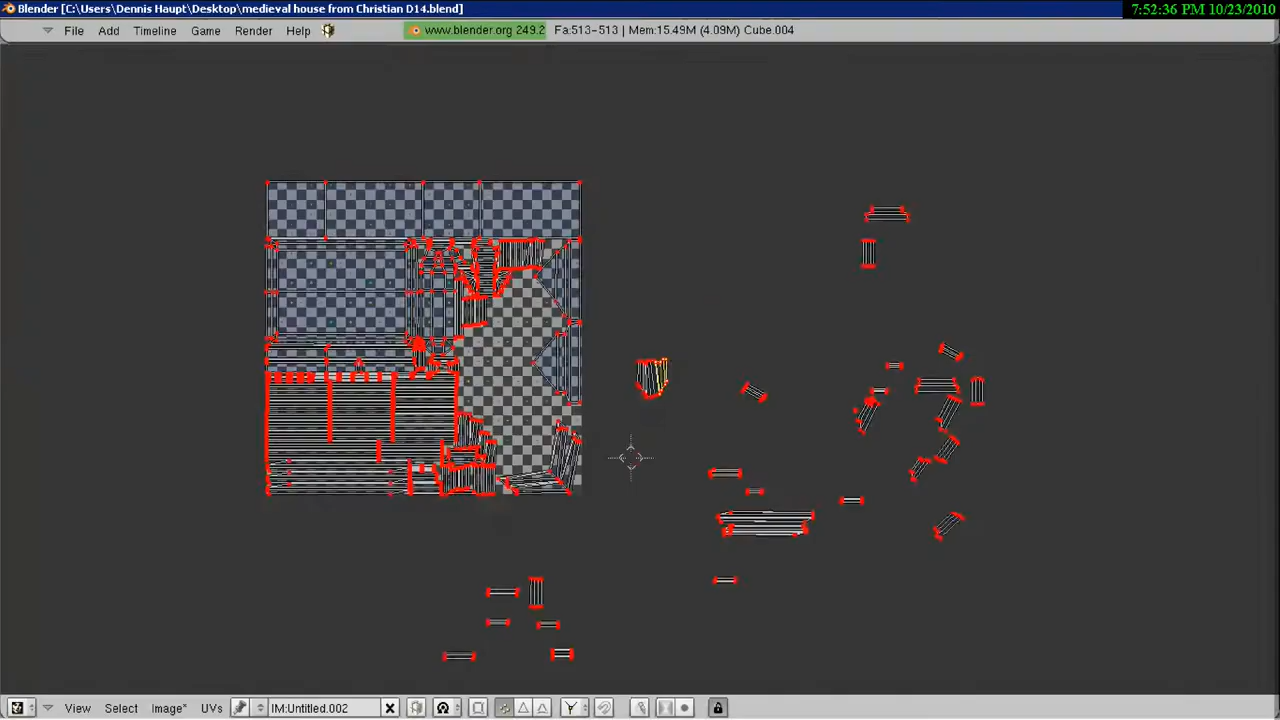 Blender [C:\Users\Dennis Haupt\Desktop\medieval house from Christian D14.blend]
7:52:36 PM 10/23/2010
File Add Timeline Game Render Help www.blender.org 249.2 Fa:513-513 | Mem:15.49M (4.09M) Cube.004
View Select Image* UVs IM:Untitled.002